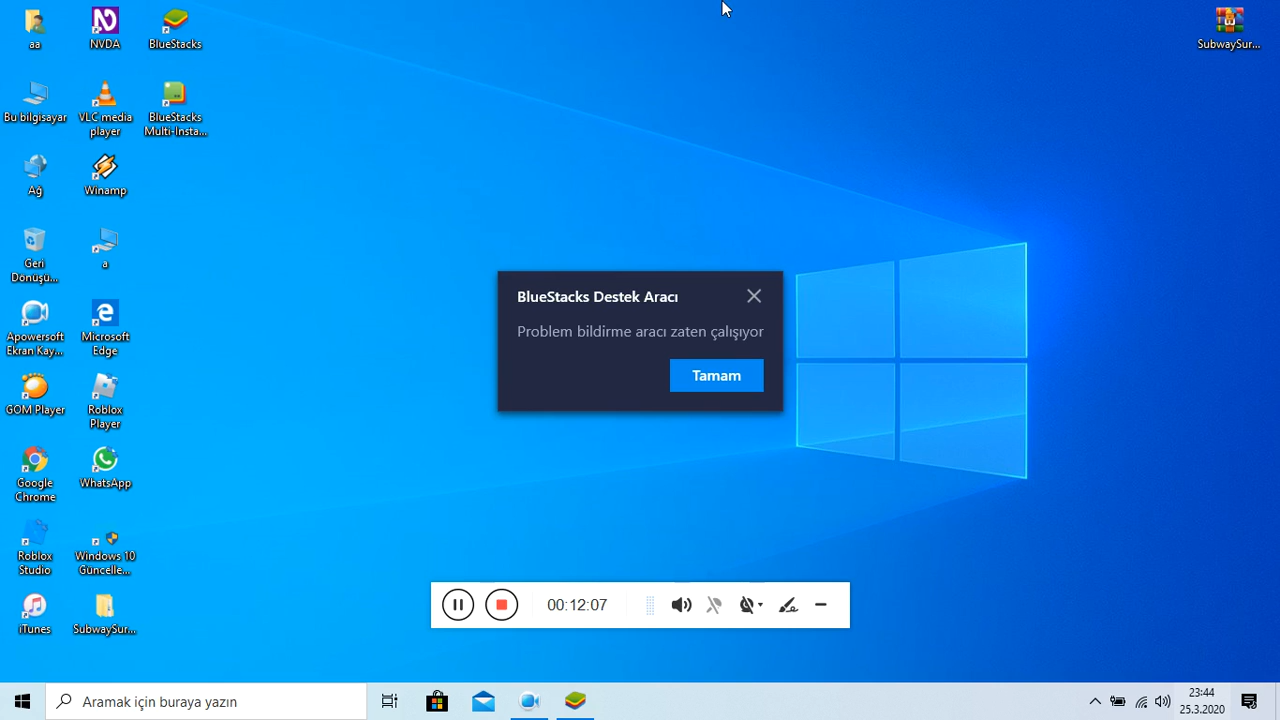 aa
NVDA
BlueStacks
SubwaySur...
Bu bilgisayar
VLC media
player
BlueStacks
Multi-Insta...
Ağ
Winamp
Geri
Dönüşü...
a
BlueStacks Destek Aracı
Problem bildirme aracı zaten çalışıyor
Tamam
Apowersoft
Ekran Kay...
Microsoft
Edge
GOM Player
Roblox
Player
Google
Chrome
WhatsApp
Roblox
Studio
Windows 10
Güncelle...
iTunes
SubwaySur...
00:12:07
Aramak için buraya yazın
23:44
25.3.2020